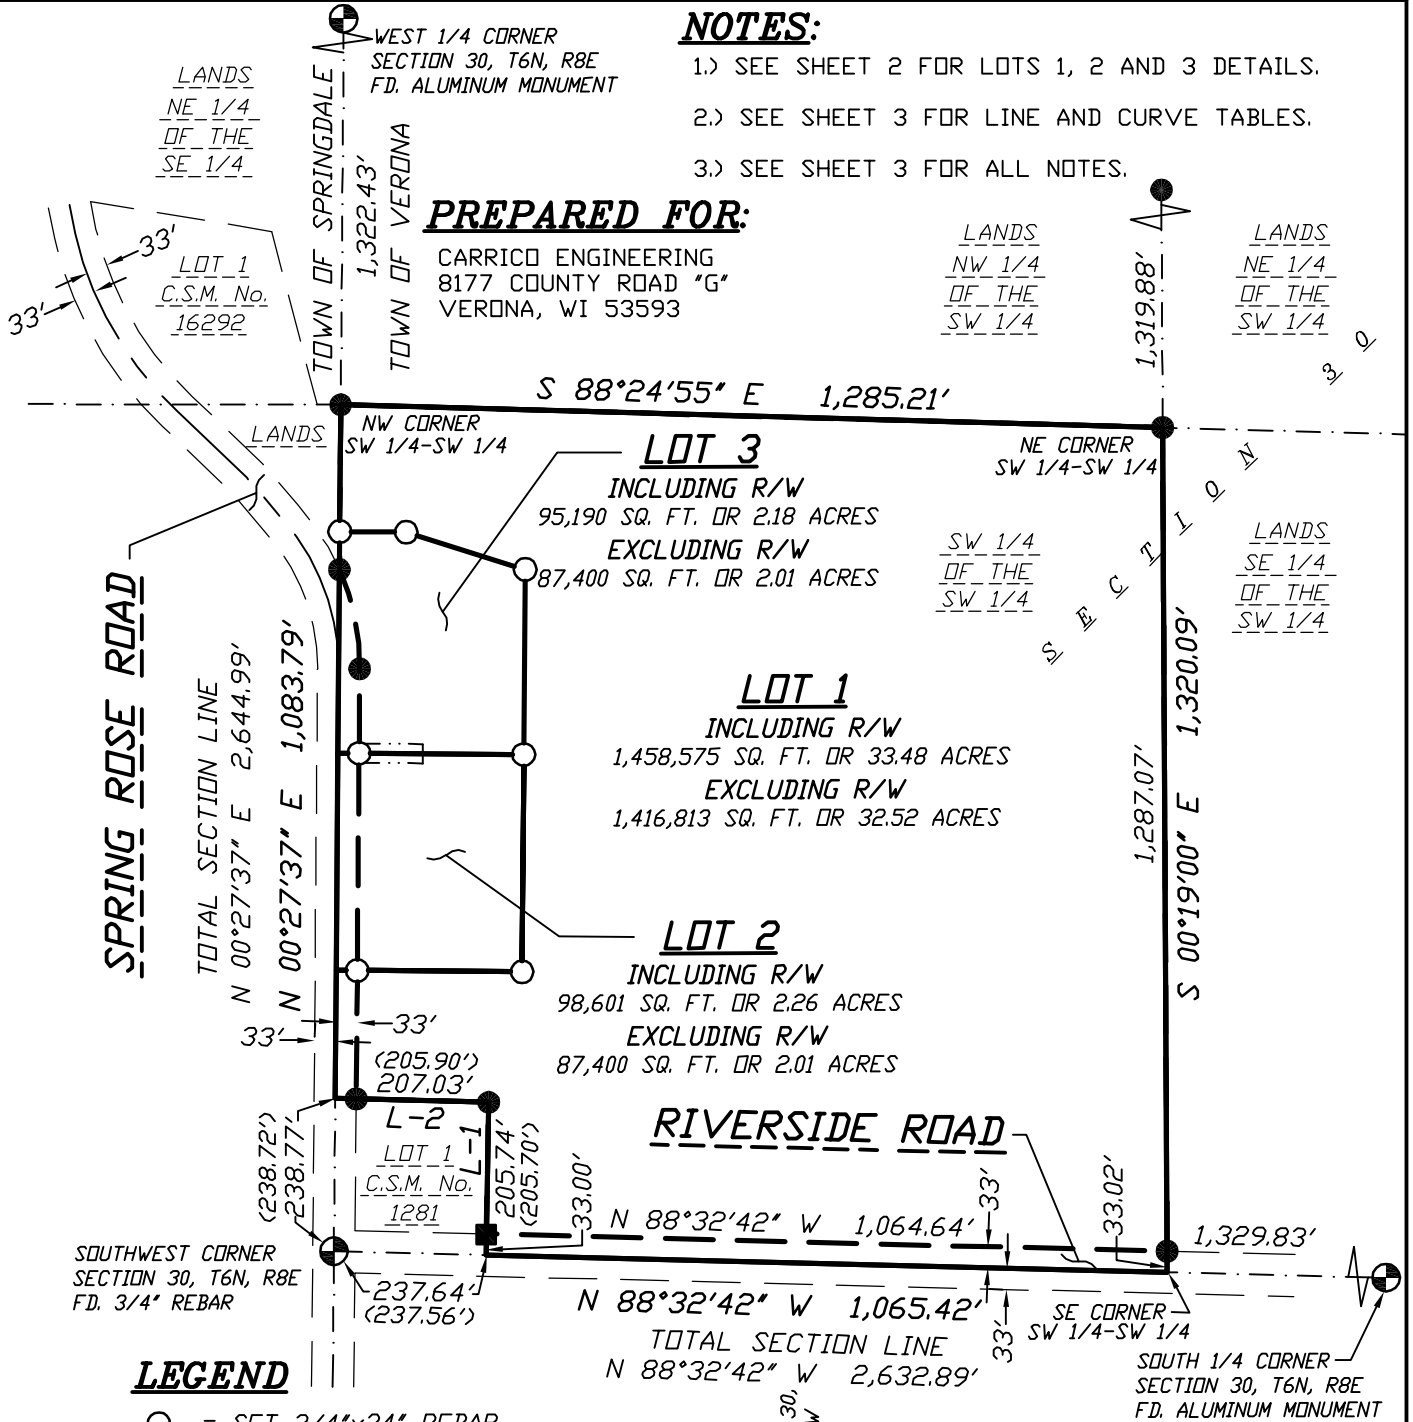 WEST 1/4 CORNER
SECTION 30, T6N, R8E
FD. ALUMINUM MONUMENT
NOTES:
1.) SEE SHEET 2 FOR LOTS 1, 2 AND 3 DETAILS.
2.) SEE SHEET 3 FOR LINE AND CURVE TABLES.
3.) SEE SHEET 3 FOR ALL NOTES.
LANDS
NE 1/4
OF THE
SE 1/4
TOWN OF SPRINGDALE
1,322.43'
TOWN OF VERONA
PREPARED FOR:
CARRICO ENGINEERING
8177 COUNTY ROAD "G"
VERONA, WI 53593
LANDS
NW 1/4
OF THE
SW 1/4
1,319.88'
LANDS
NE 1/4
OF THE
SW 1/4
33'
33'
LOT 1
C.S.M. No.
16292
S 88°24'55" E 1,285.21'
LANDS
NW CORNER
SW 1/4-SW 1/4
NE CORNER
SW 1/4-SW 1/4
SECTION 30
LOT 3
INCLUDING R/W
95,190 SQ. FT. OR 2.18 ACRES
EXCLUDING R/W
87,400 SQ. FT. OR 2.01 ACRES
SW 1/4
OF THE
SW 1/4
LANDS
SE 1/4
OF THE
SW 1/4
SPRING ROSE ROAD
TOTAL SECTION LINE
N 00°27'37" E 2,644.99'
N 00°27'37" E 1,083.79'
LOT 1
INCLUDING R/W
1,458,575 SQ. FT. OR 33.48 ACRES
EXCLUDING R/W
1,416,813 SQ. FT. OR 32.52 ACRES
1,287.07'
S 00°19'00" E 1,320.09'
LOT 2
INCLUDING R/W
98,601 SQ. FT. OR 2.26 ACRES
EXCLUDING R/W
87,400 SQ. FT. OR 2.01 ACRES
33'
33'
(205.90')
207.03'
L-2
L-1
LOT 1
C.S.M. No.
1281
(238.72')
238.77'
205.74'
(205.70')
RIVERSIDE ROAD
33.00'
N 88°32'42" W 1,064.64'
33'
33.02'
1,329.83'
SOUTHWEST CORNER
SECTION 30, T6N, R8E
FD. 3/4" REBAR
237.64'
(237.56')
N 88°32'42" W 1,065.42'
33'
SE CORNER
SW 1/4-SW 1/4
TOTAL SECTION LINE
N 88°32'42" W 2,632.89'
SOUTH 1/4 CORNER
SECTION 30, T6N, R8E
FD. ALUMINUM MONUMENT
LEGEND
= SET 3/4"x24" REBAR
30,
W